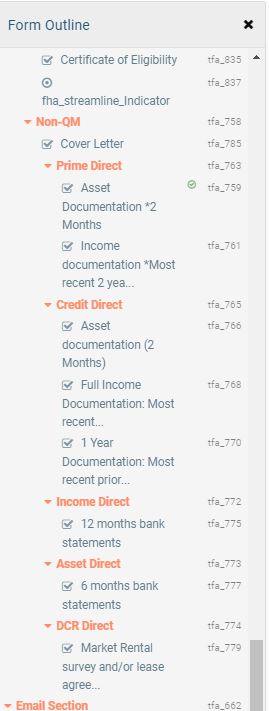 Form Outline
Certificate of Eligibility tfa_835
tfa_837
fha_streamline_Indicator
Non-QM tfa_758
Cover Letter tfa_785
Prime Direct tfa_763
Asset tfa_759
Documentation *2
Months
Income tfa_761
documentation *Most
recent 2 yea...
Credit Direct tfa_765
Asset tfa_766
documentation (2
Months)
Full Income tfa_768
Documentation: Most
recent...
1 Year tfa_770
Documentation: Most
recent prior...
Income Direct tfa_772
12 months bank tfa_775
statements
Asset Direct tfa_773
6 months bank tfa_777
statements
DCR Direct tfa_774
Market Rental tfa_779
survey and/or lease
agree...
Email Section tfa_662